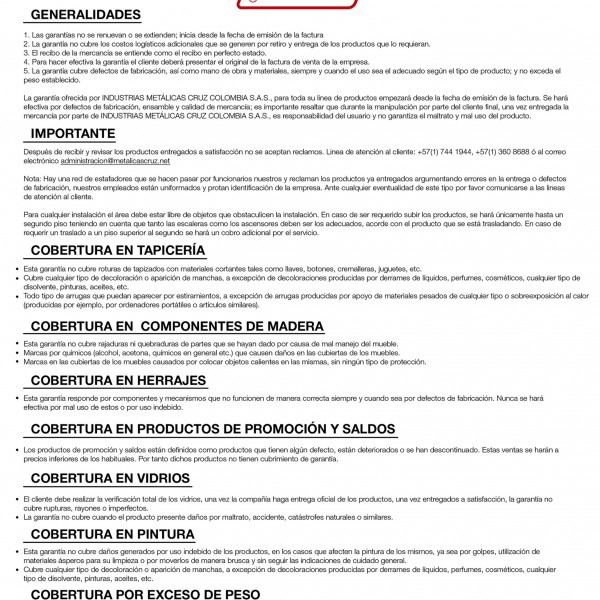 GENERALIDADES
1. Las garantías no se renuevan o se extienden; inicia desde la fecha de emisión de la factura
2. La garantía no cubre los costos logísticos adicionales que se generen por retiro y entrega de los productos que lo requieran.
3. El recibo de la mercancía se entiende como el recibo en perfecto estado.
4. Para hacer efectiva la garantía el cliente deberá presentar el original de la factura de venta de la empresa.
5. La garantía cubre defectos de fabricación, así como mano de obra y materiales, siempre y cuando el uso sea el adecuado según el tipo de producto; y no exceda el
peso establecido.
La garantía ofrecida por INDUSTRIAS METÁLICAS CRUZ COLOMBIA S.A.S., para toda su linea de productos empezará desde la fecha de emisión de la factura. Se hará
efectiva por defectos de fabricación, ensamble y calidad de mercancía; es importante resaltar que durante la manipulación por parte del cliente final, una vez entregada la
mercancía por parte de INDUSTRIAS METÁLICAS CRUZ COLOMBIA S.A.S., es responsabilidad del usuario y no garantiza el maltrato y mal uso del producto.
IMPORTANTE
Después de recibir y revisar los productos entregados a satisfacción no se aceptan reclamos. Linea de atención al cliente: +57(1) 744 1944, +57(1) 360 8688 ó al correo
electrónico administracion@metalicascruz.net
Nota: Hay una red de estafadores que se hacen pasar por funcionarios nuestros y reclaman los productos ya entregados argumentando errores en la entrega o defectos
de fabricación, nuestros empleados están uniformados y protan identificación de la empresa. Ante cualquier eventualidad de este tipo por favor comunicarse a las lineas
de atención al cliente.
Para cualquier instalación el área debe estar libre de objetos que obstaculicen la instalación. En caso de ser requerido subir los productos, se hará únicamente hasta un
segundo piso teniendo en cuenta que tanto las escaleras como los ascensores deben ser los adecuados, acorde con el producto que se está trasladando. En caso de
requerir un traslado a un piso superior al segundo se hará un cobro adicional por el servicio.
COBERTURA EN TAPICERÍA
• Esta garantía no cubre roturas de tapizados con materiales cortantes tales como llaves, botones, cremalleras, juguetes, etc.
• Cubre cualquier tipo de decoloración o aparición de manchas, a excepción de decoloraciones producidas por derrames de líquidos, perfumes, cosméticos, cualquier tipo de
disolvente, pinturas, aceites, etc.
• Todo tipo de arrugas que puedan aparecer por estiramientos, a excepción de arrugas producidas por apoyo de materiales pesados de cualquier tipo o sobreexposición al calor
(producidas por ejemplo, por ordenadores portátiles o artículos similares).
COBERTURA EN COMPONENTES DE MADERA
• Esta garantía no cubre rajaduras ni quebraduras de partes que se hayan dado por causa de mal manejo del mueble.
• Marcas por químicos (alcohol, acetona, químicos en general etc.) que causen daños en las cubiertas de los muebles.
• Marcas en las cubiertas de los muebles causados por colocar objetos calientes en las mismas, sin ningún tipo de protección.
COBERTURA EN HERRAJES
• Esta garantía responde por componentes y mecanismos que no funcionen de manera correcta siempre y cuando sea por defectos de fabricación. Nunca se hará
efectiva por mal uso de estos o por uso indebido.
COBERTURA EN PRODUCTOS DE PROMOCIÓN Y SALDOS
• Los productos de promoción y saldos están definidos como productos que tienen algún defecto, están deteriorados o se han descontinuado. Estas ventas se harán a
precios inferiores de los habituales. Por tanto dichos productos no tienen cubrimiento de garantía.
COBERTURA EN VIDRIOS
• El cliente debe realizar la verificación total de los vidrios, una vez la compañía haga entrega oficial de los productos, una vez entregados a satisfacción, la garantía no
cubre rupturas, rayones o imperfectos.
• La garantía no cubre cuando el producto presente daños por maltrato, accidente, catástrofes naturales o similares.
COBERTURA EN PINTURA
• Esta garantía no cubre daños generados por uso indebido de los productos, en los casos que afecten la pintura de los mismos, ya sea por golpes, utilización de
materiales ásperos para su limpieza o por moverlos de manera brusca y sin seguir las indicaciones de cuidado general.
• Cubre cualquier tipo de decoloración o aparición de manchas, a excepción de decoloraciones producidas por derrames de líquidos, perfumes, cosméticos, cualquier
tipo de disolvente, pinturas, aceites, etc.
COBERTURA POR EXCESO DE PESO